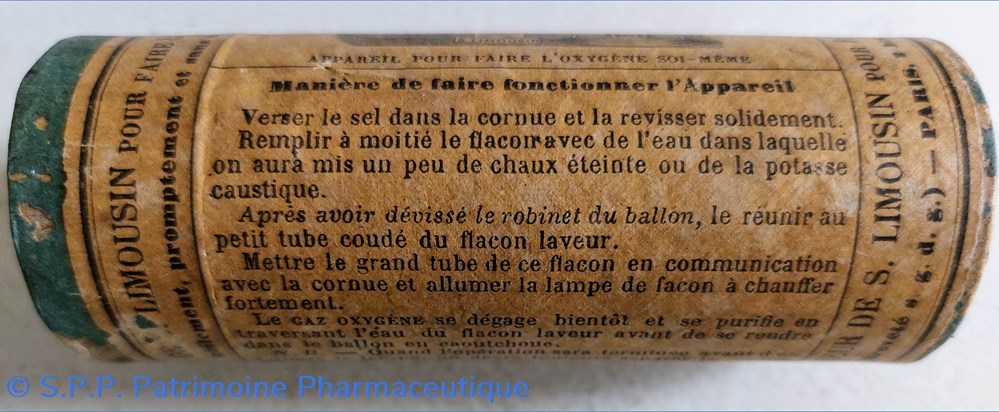 APPAREIL POUR FAIRE L'OXYGÈNE SOI-MÊME
Manière de faire fonctionner l'Appareil
Verser le sel dans la cornue et la revisser solidement.
Remplir à moitié le flacon avec de l'eau dans laquelle
on aura mis un peu de chaux éteinte ou de la potasse
caustique.
Après avoir dévissé le robinet du ballon, le réunir au
petit tube coudé du flacon laveur.
Mettre le grand tube de ce flacon en communication
avec la cornue et allumer la lampe de façon à chauffer
fortement.
Le GAZ OXYGÈNE se dégage bientôt et se purifie en
traversant l'eau du flacon laveur avant de se rendre
dans le ballon en caoutchouc.
N. B. — Quand l'opération sera terminée avant
LIMOUSIN POUR FAIRE
promptement et sans
DE S. LIMOUSIN POUR
g. d. g.) — PARIS,
© S.P.P. Patrimoine Pharmaceutique